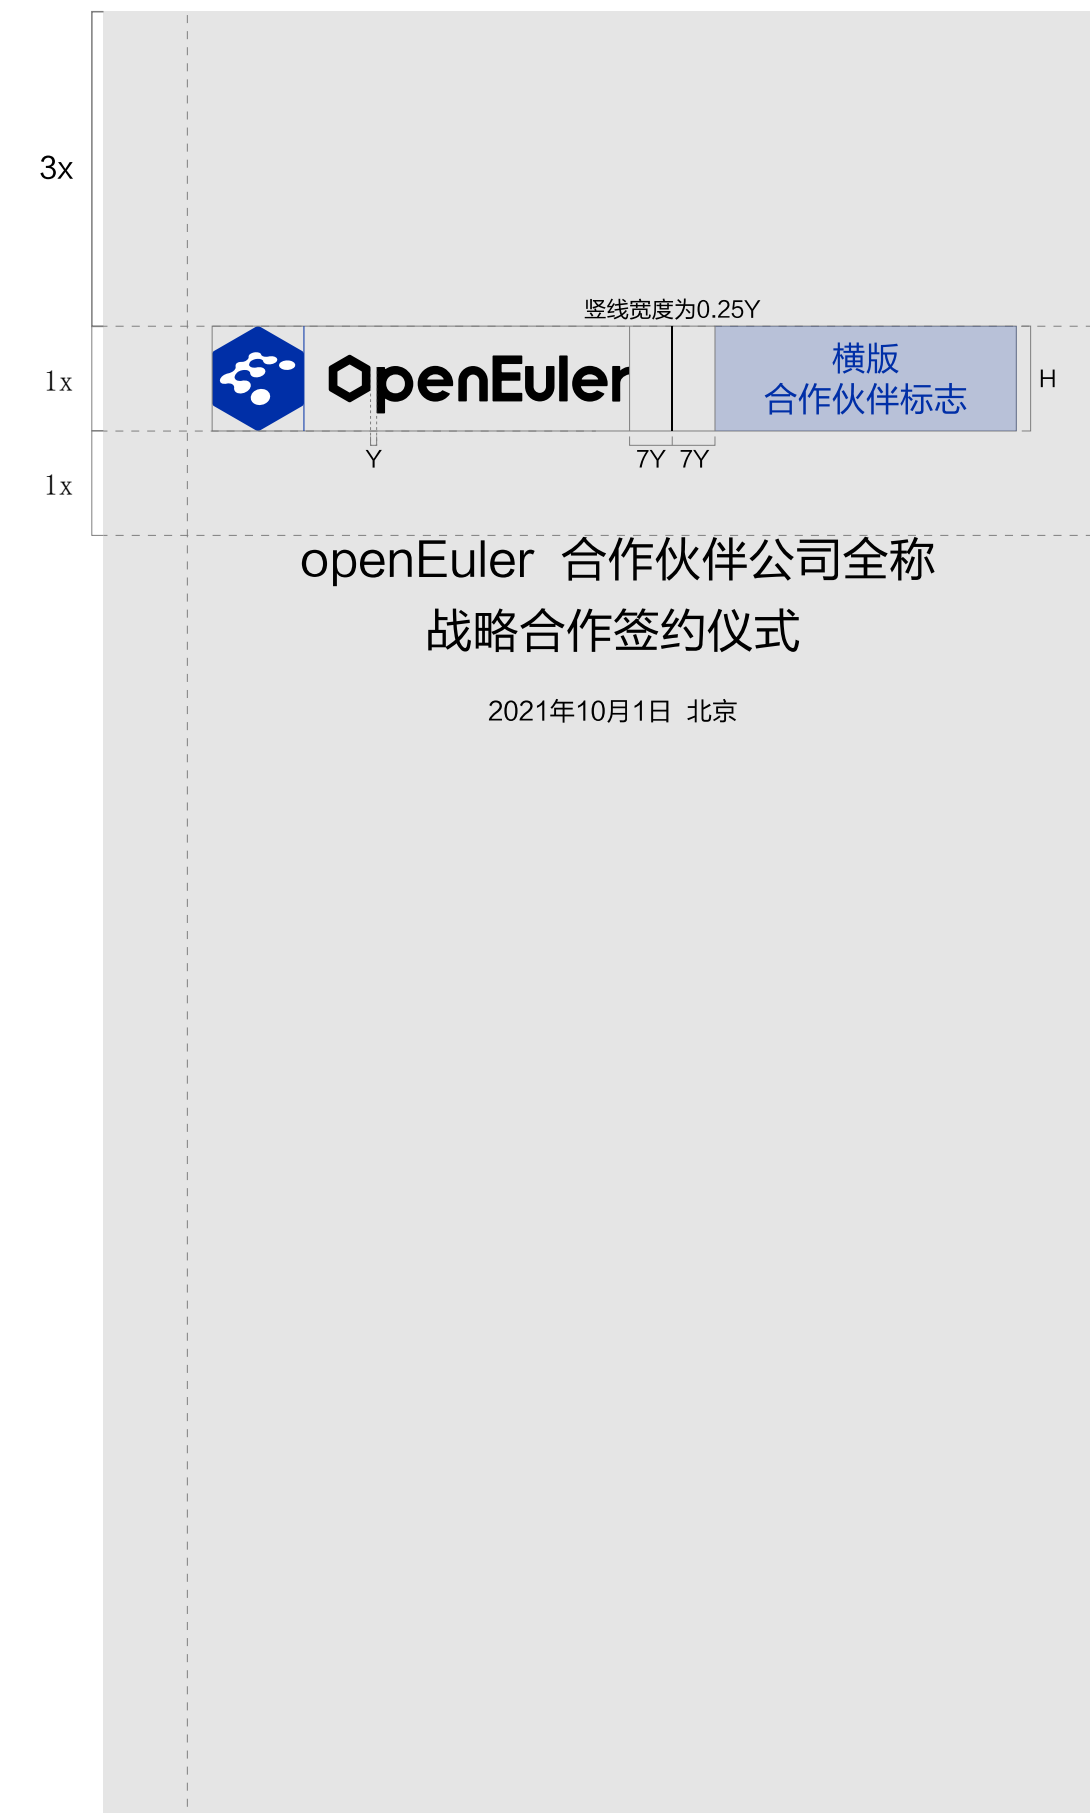 3x
竖线宽度为0.25Y
1x
openEuler
横版
合作伙伴标志
H
Y
7Y 7Y
1x
openEuler 合作伙伴公司全称
战略合作签约仪式
2021年10月1日 北京